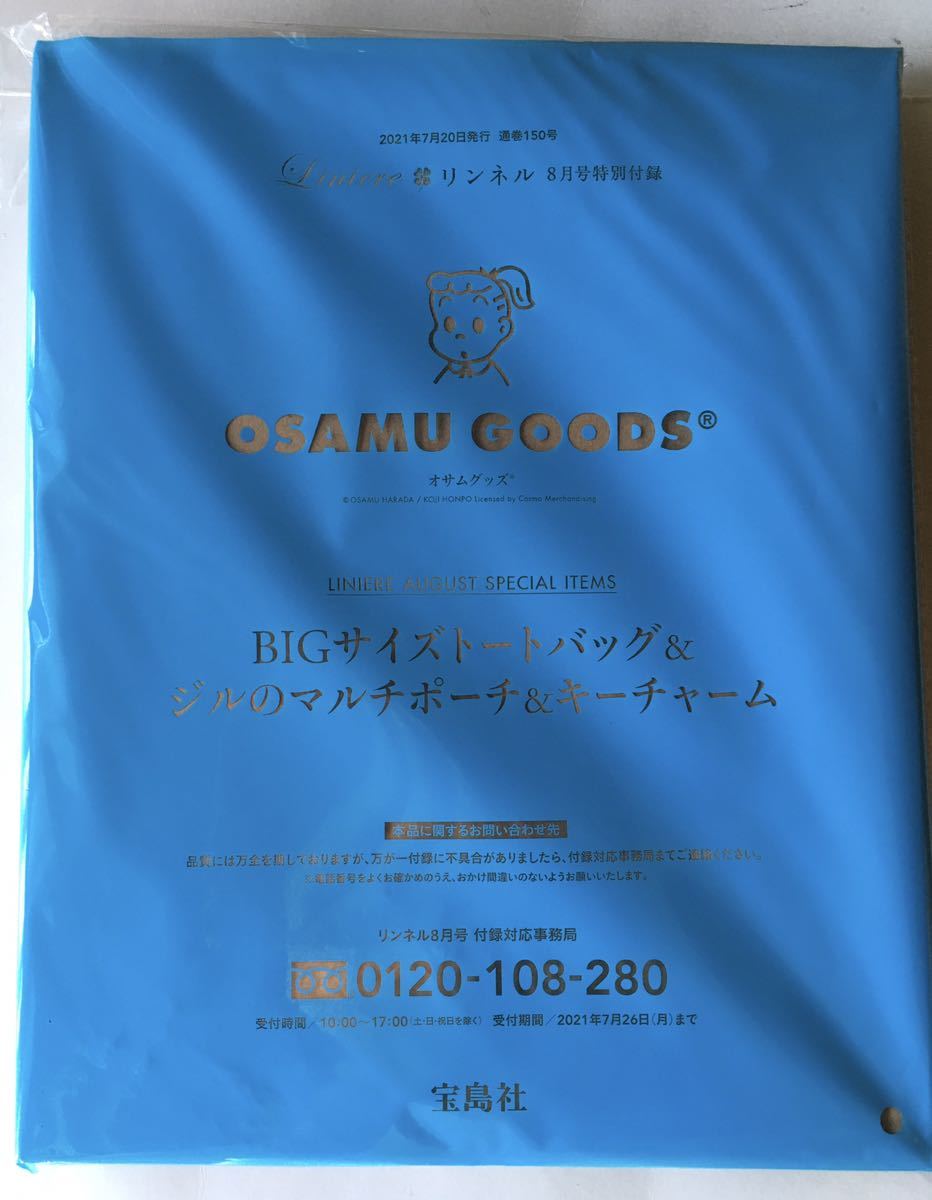 2021年7月20日発行 通巻150号
Liniere リンネル 8月号特別付録
OSAMU GOODS®
オサムグッズ®
©OSAMU HARADA / KOJI HONPO Licensed by Cosmo Merchandising
LINIERE AUGUST SPECIAL ITEMS
BIGサイズトートバッグ&
ジルのマルチポーチ&キーチャーム
本品に関するお問い合わせ先
品質には万全を期しておりますが、万が一付録に不具合がありましたら、付録対応事務局までご連絡ください。
※電話番号をよくお確かめのうえ、おかけ間違いのないようお願いいたします。
リンネル8月号 付録対応事務局
0120-108-280
受付時間/10:00〜17:00(土・日・祝日を除く) 受付期間/2021年7月26日(月)まで
宝島社